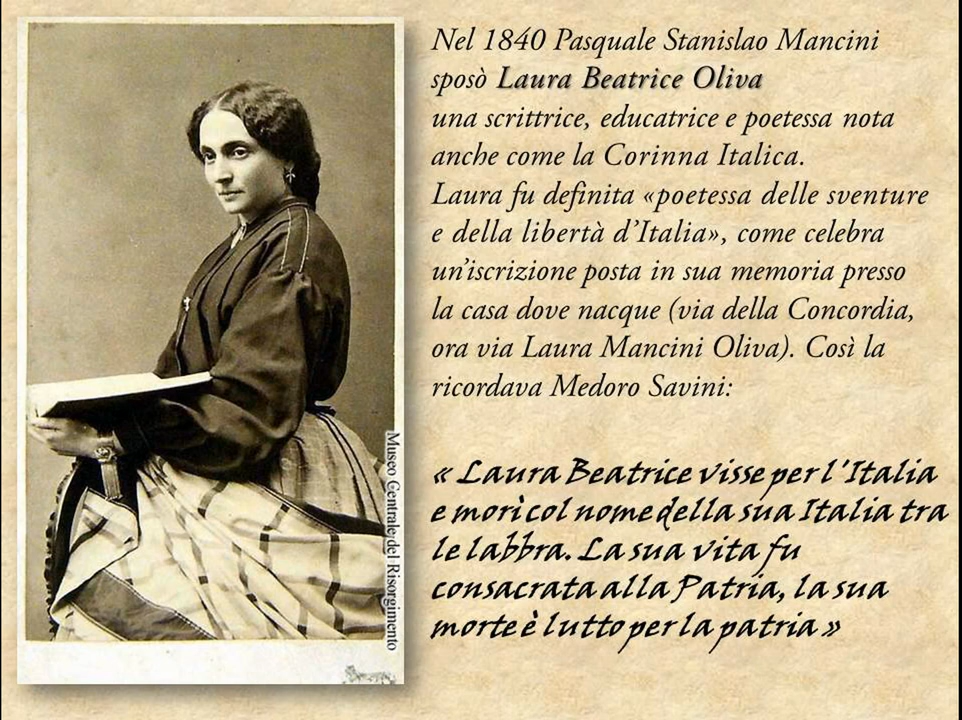 Nel 1840 Pasquale Stanislao Mancini
sposò Laura Beatrice Oliva
una scrittrice, educatrice e poetessa nota
anche come la Corinna Italica.
Laura fu definita «poetessa delle sventure
e della libertà d’Italia», come celebra
un’iscrizione posta in sua memoria presso
la casa dove nacque (via della Concordia,
ora via Laura Mancini Oliva). Così la
ricordava Medoro Savini:
« Laura Beatrice visse per l'Italia
e morì col nome della sua Italia tra
le labbra. La sua vita fu
consacrata alla Patria, la sua
morte è lutto per la patria »
Museo Centrale del Risorgimento